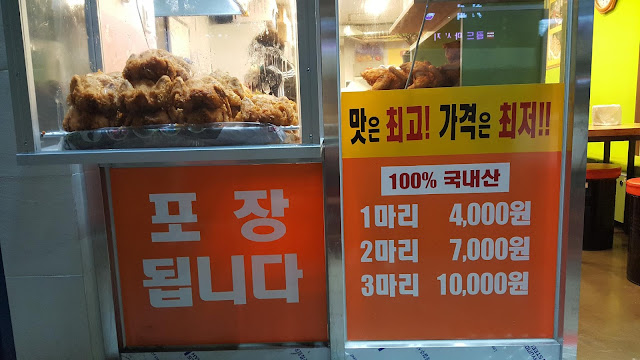 포장
됩니다
맛은 최고! 가격은 최저!!
100% 국내산
1마리 4,000원
2마리 7,000원
3마리 10,000원